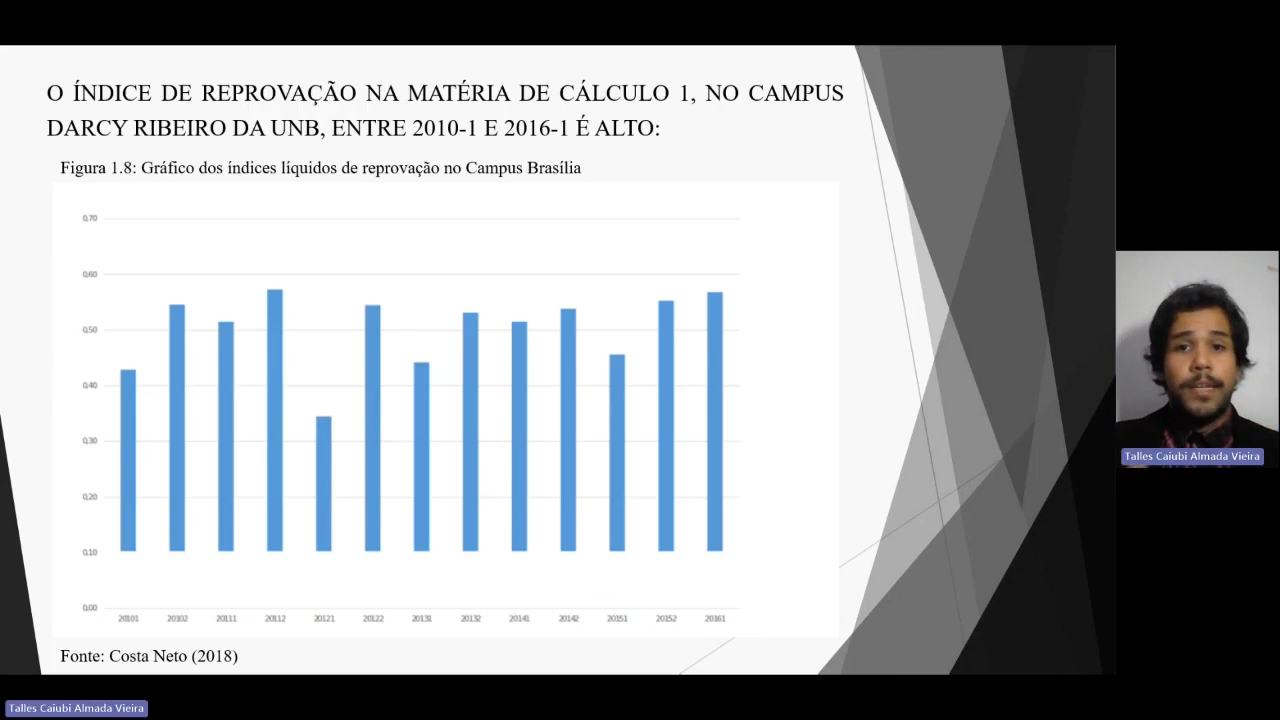 O ÍNDICE DE REPROVAÇÃO NA MATÉRIA DE CÁLCULO 1, NO CAMPUS
DARCY RIBEIRO DA UNB, ENTRE 2010-1 E 2016-1 É ALTO:
Figura 1.8: Gráfico dos índices líquidos de reprovação no Campus Brasília
0,70
0,60
0,50
0,40
0,30
0,20
0,10
0,00
20101 20102 20111 20112 20121 20122 20131 20132 20141 20142 20151 20152 20161
Fonte: Costa Neto (2018)
Talles Caiubi Almada Vieira
Talles Caiubi Almada Vieira